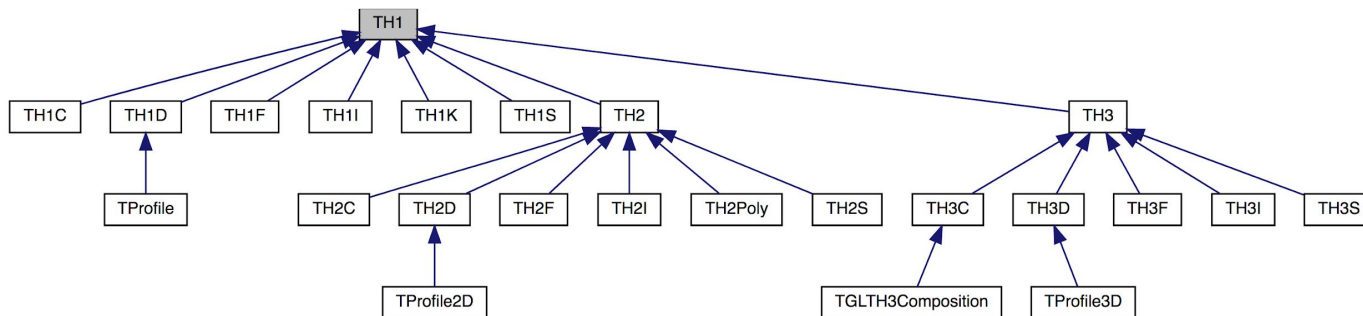 TH1
TH1C TH1D TH1F TH1I TH1K TH1S TH2 TH3
TProfile TH2C TH2D TH2F TH2I TH2Poly TH2S TH3C TH3D TH3F TH3I TH3S
TProfile2D TGLTH3Composition TProfile3D